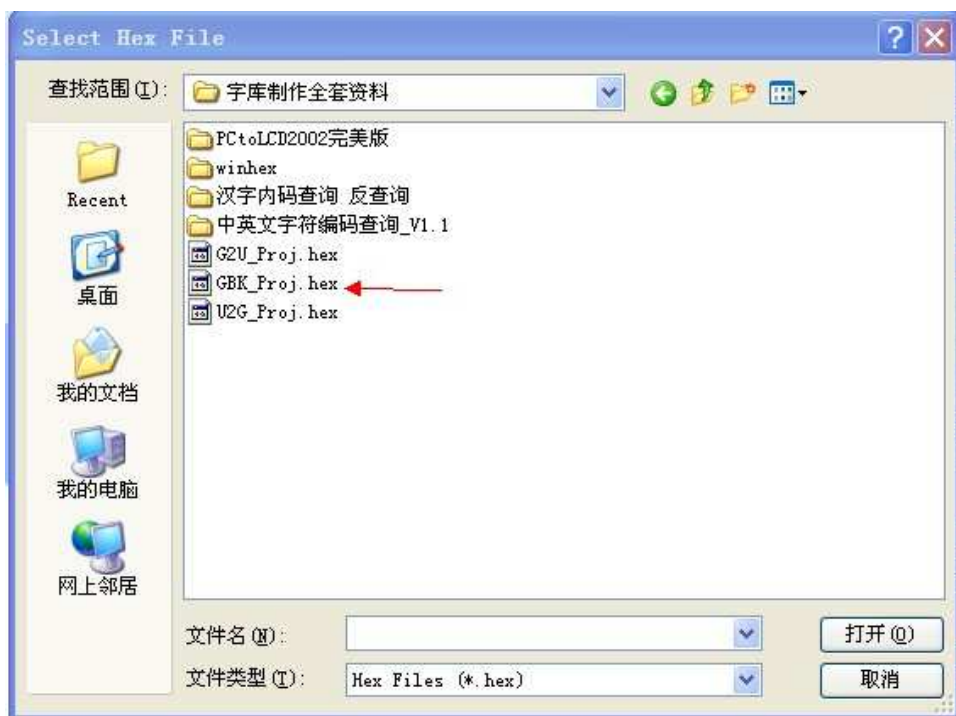 Select Hex File
查找范围(I): 字库制作全套资料
PCtoLCD2002完美版
winhex
汉字内码查询 反查询
中英文字符编码查询_V1.1
G2U_Proj.hex
GBK_Proj.hex
U2G_Proj.hex
Recent
桌面
我的文档
我的电脑
网上邻居
文件名(N): 打开(O)
文件类型(T): Hex Files (*.hex) 取消